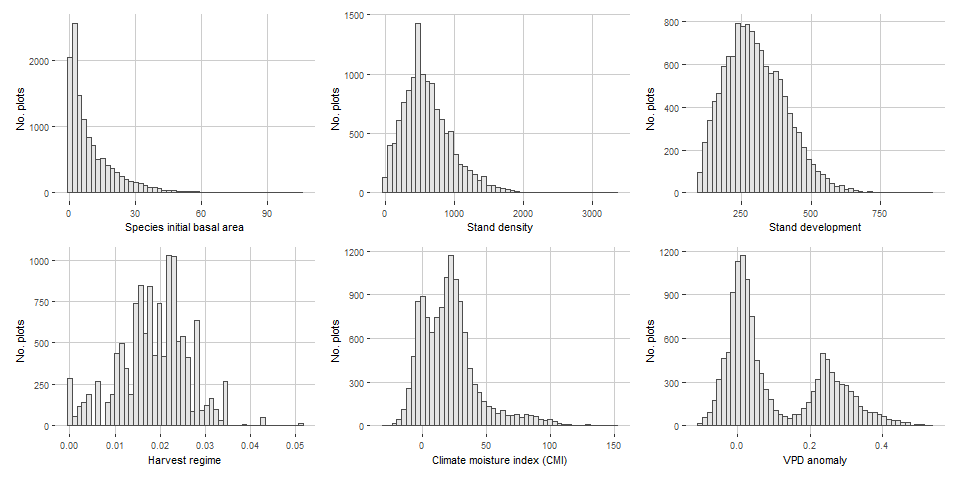 No. plots
2000
1000
0
0 30 60 90
Species initial basal area
No. plots
1500
1000
500
0
0 1000 2000 3000
Stand density
No. plots
800
600
400
200
0
250 500 750
Stand development
No. plots
1000
750
500
250
0
0.00 0.01 0.02 0.03 0.04 0.05
Harvest regime
No. plots
1200
900
600
300
0
0 50 100 150
Climate moisture index (CMI)
No. plots
1200
900
600
300
0
0.0 0.2 0.4
VPD anomaly